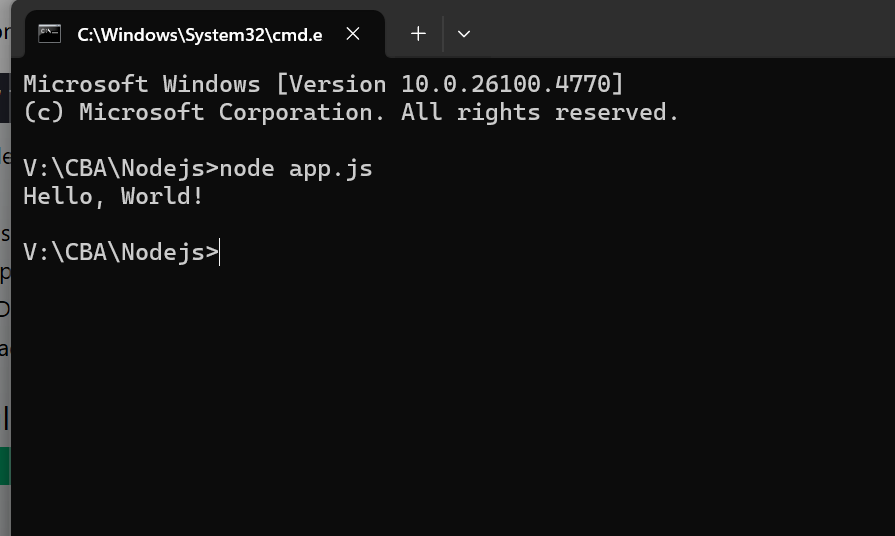 C:\Windows\System32\cmd.e
Microsoft Windows [Version 10.0.26100.4770]
(c) Microsoft Corporation. All rights reserved.
V:\CBA\Nodejs>node app.js
Hello, World!
V:\CBA\Nodejs>